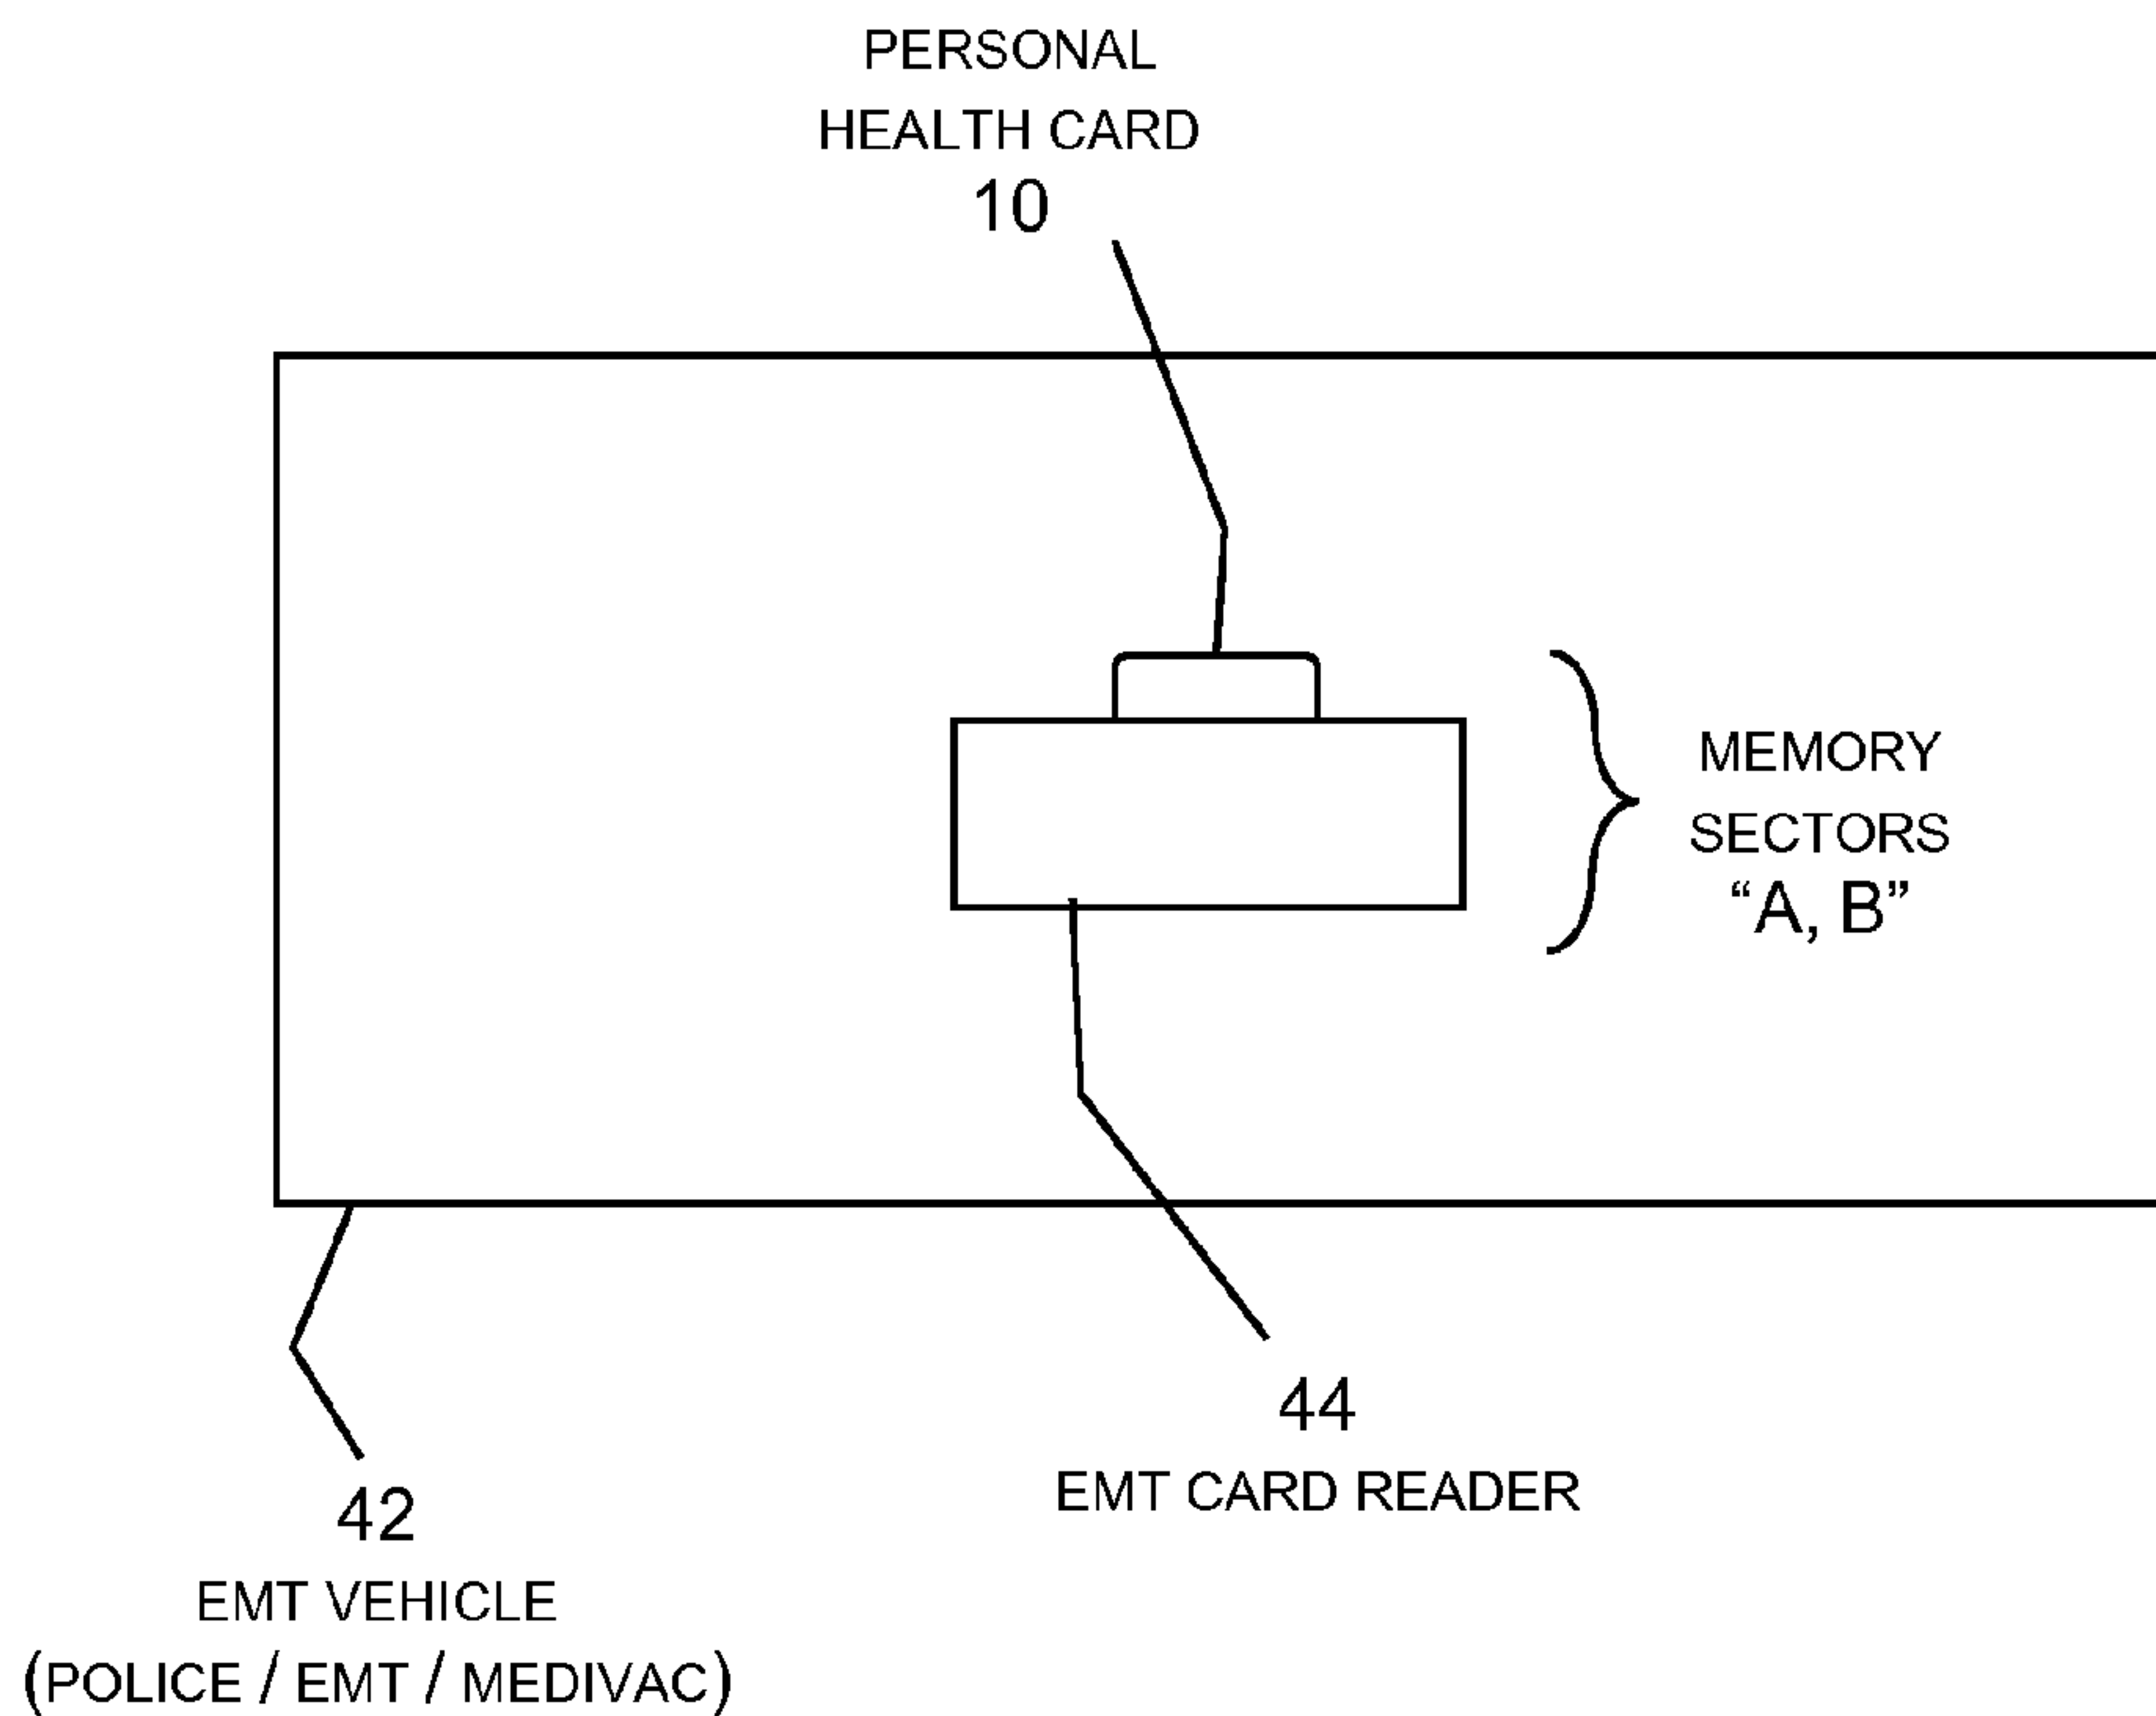 PERSONAL
HEALTH CARD
10
MEMORY
SECTORS
“A, B”
44
EMT CARD READER
42
EMT VEHICLE
(POLICE / EMT / MEDIVAC)